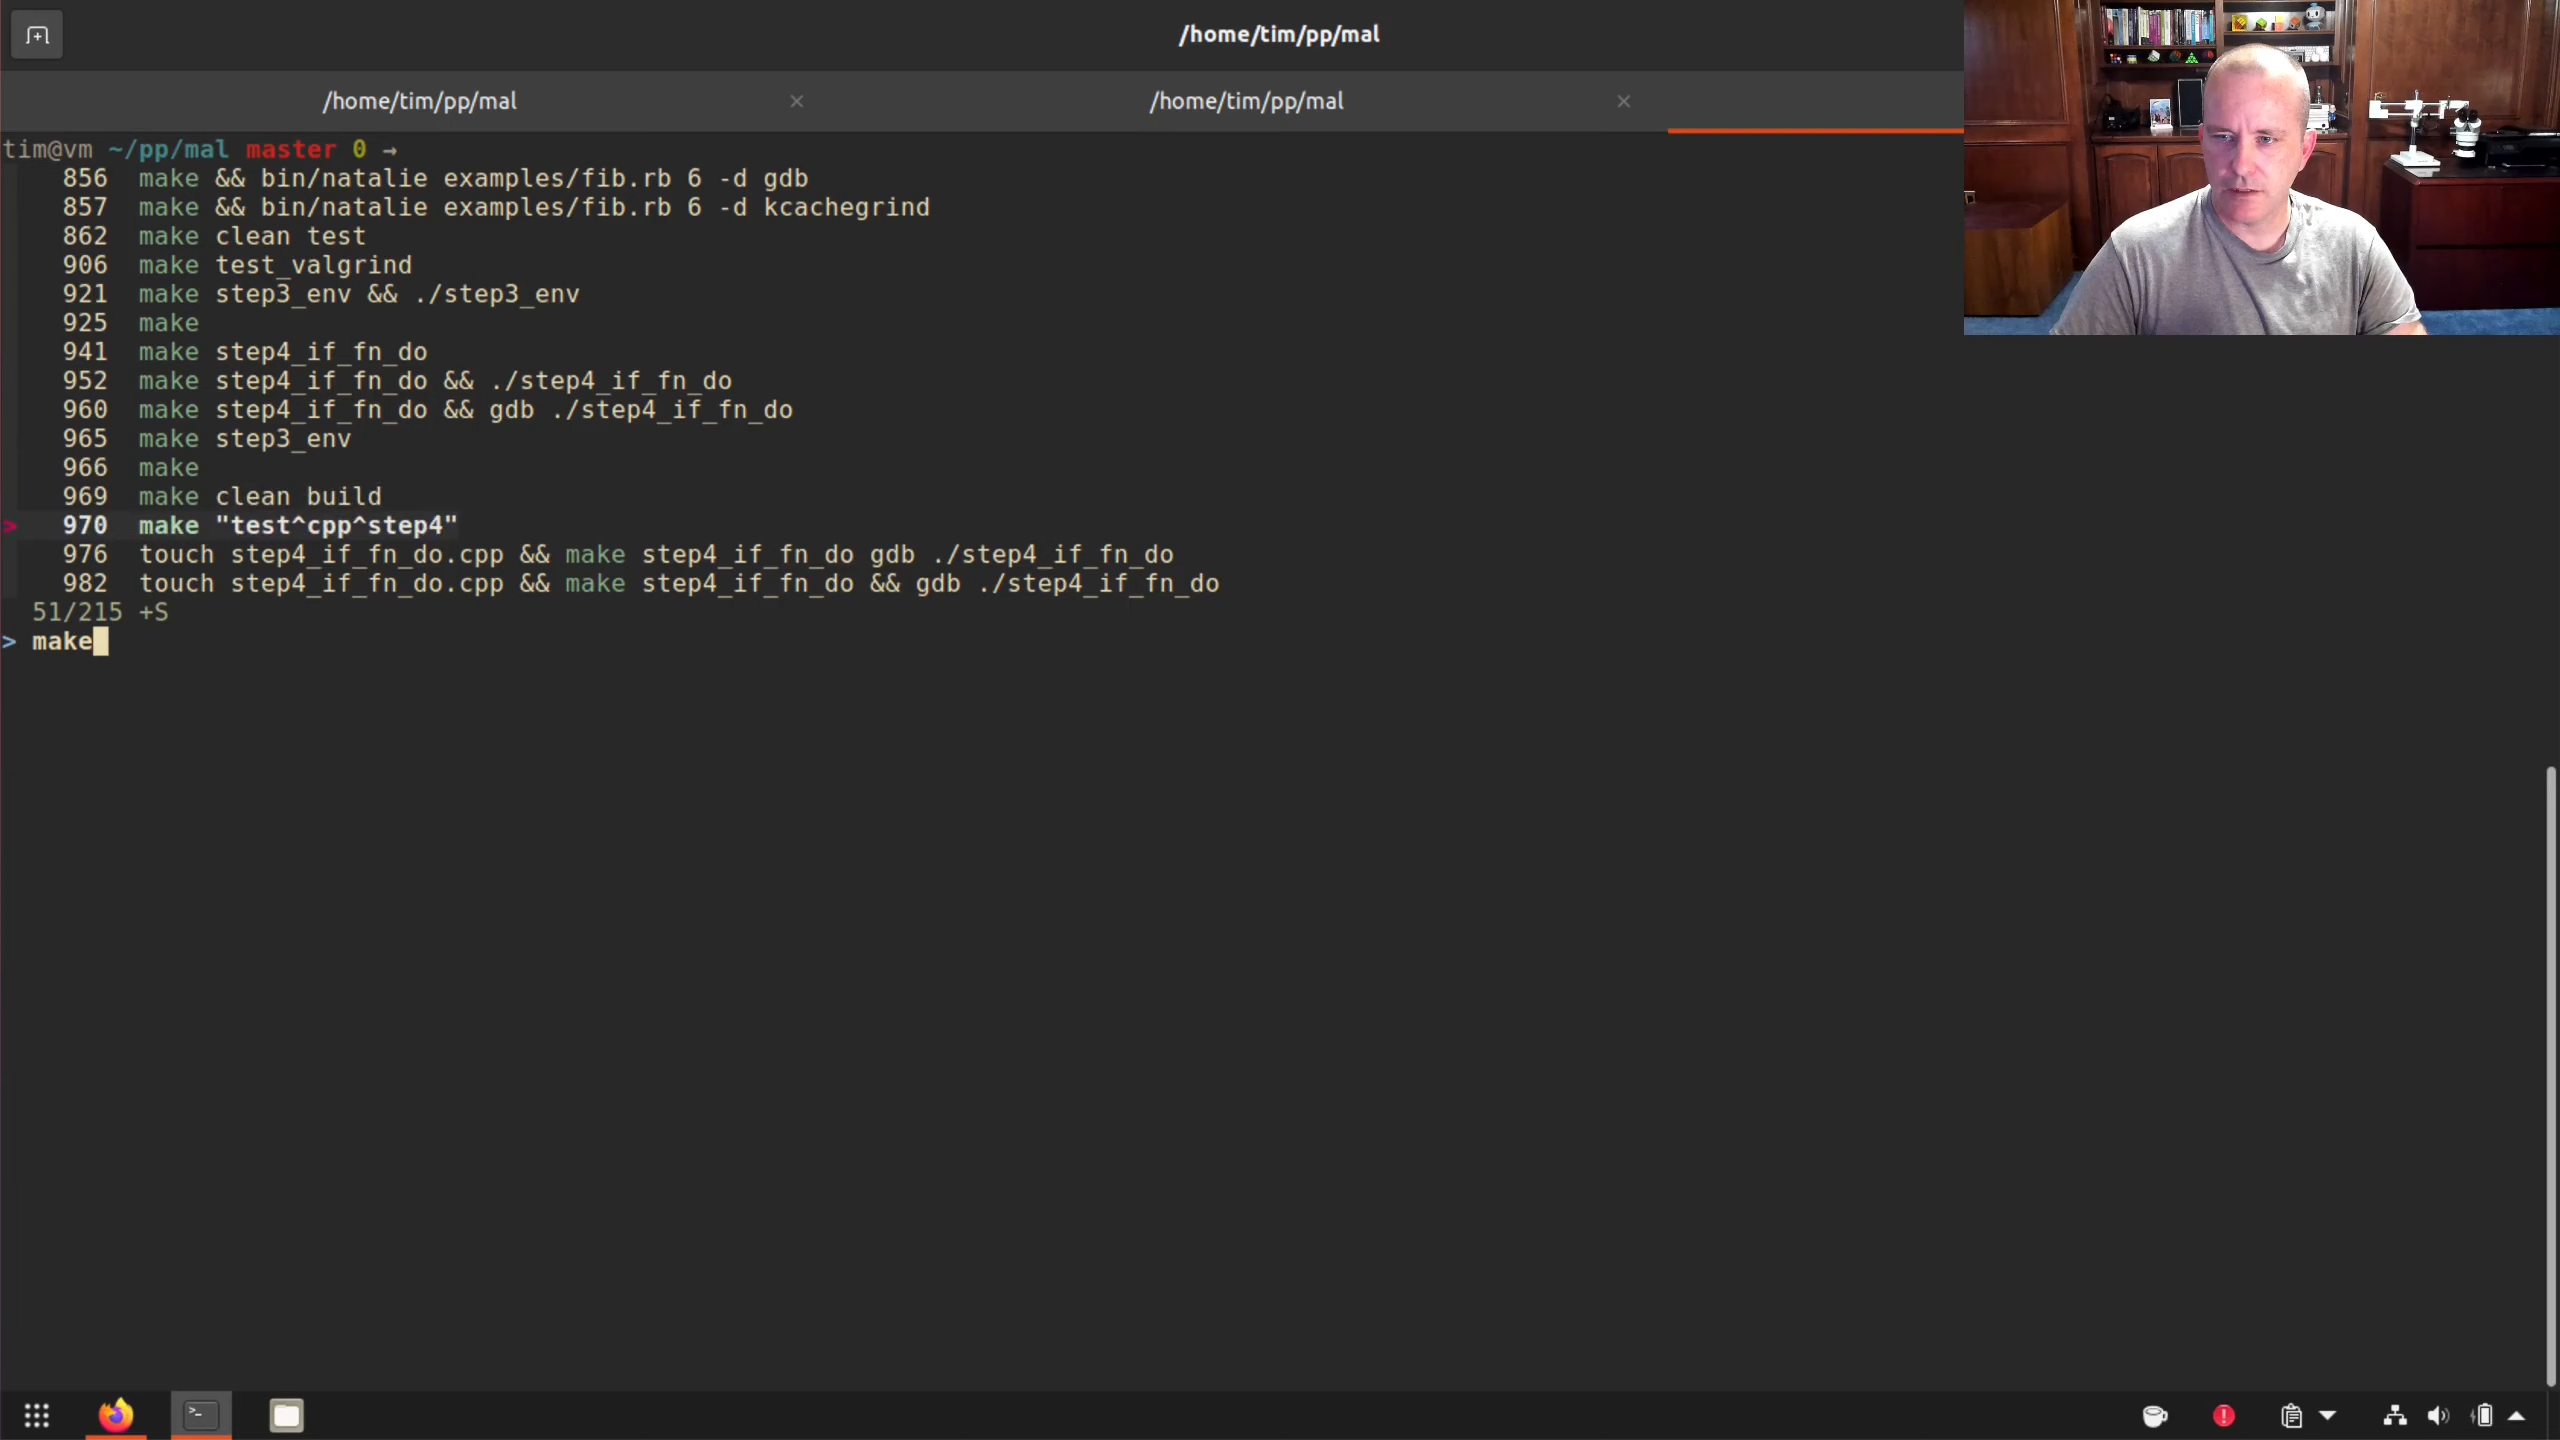 /home/tim/pp/mal
/home/tim/pp/mal
/home/tim/pp/mal
tim@vm ~/pp/mal master 0 →
856 make && bin/natalie examples/fib.rb 6 -d gdb
857 make && bin/natalie examples/fib.rb 6 -d kcachegrind
862 make clean test
906 make test_valgrind
921 make step3_env && ./step3_env
925 make
941 make step4_if_fn_do
952 make step4_if_fn_do && ./step4_if_fn_do
960 make step4_if_fn_do && gdb ./step4_if_fn_do
965 make step3_env
966 make
969 make clean build
> 970 make "test^cpp^step4"
976 touch step4_if_fn_do.cpp && make step4_if_fn_do gdb ./step4_if_fn_do
982 touch step4_if_fn_do.cpp && make step4_if_fn_do && gdb ./step4_if_fn_do
51/215 +S
> make